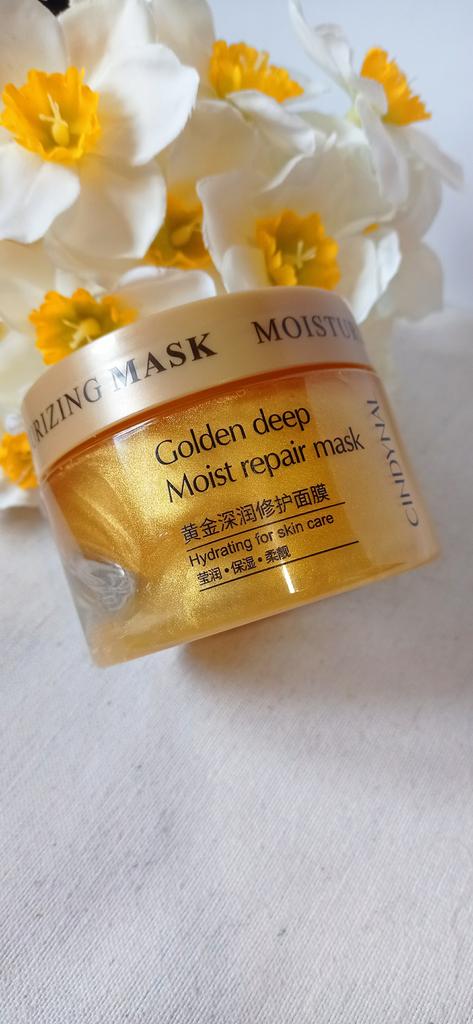 RIZING MASK MOISTUR
Golden deep
Moist repair mask
黄金深润修护面膜
Hydrating for skin care
莹润•保湿•柔靓
CINDYNAL